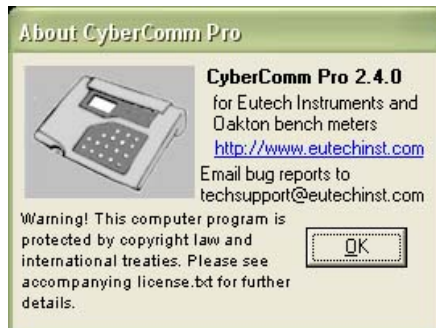 About CyberComm Pro
CyberComm Pro 2.4.0
for Eutech Instruments and
Oakton bench meters
http://www.eutechinst.com
Email bug reports to
techsupport@eutechinst.com
Warning! This computer program is
protected by copyright law and
international treaties. Please see
accompanying license.txt for further
details.
OK